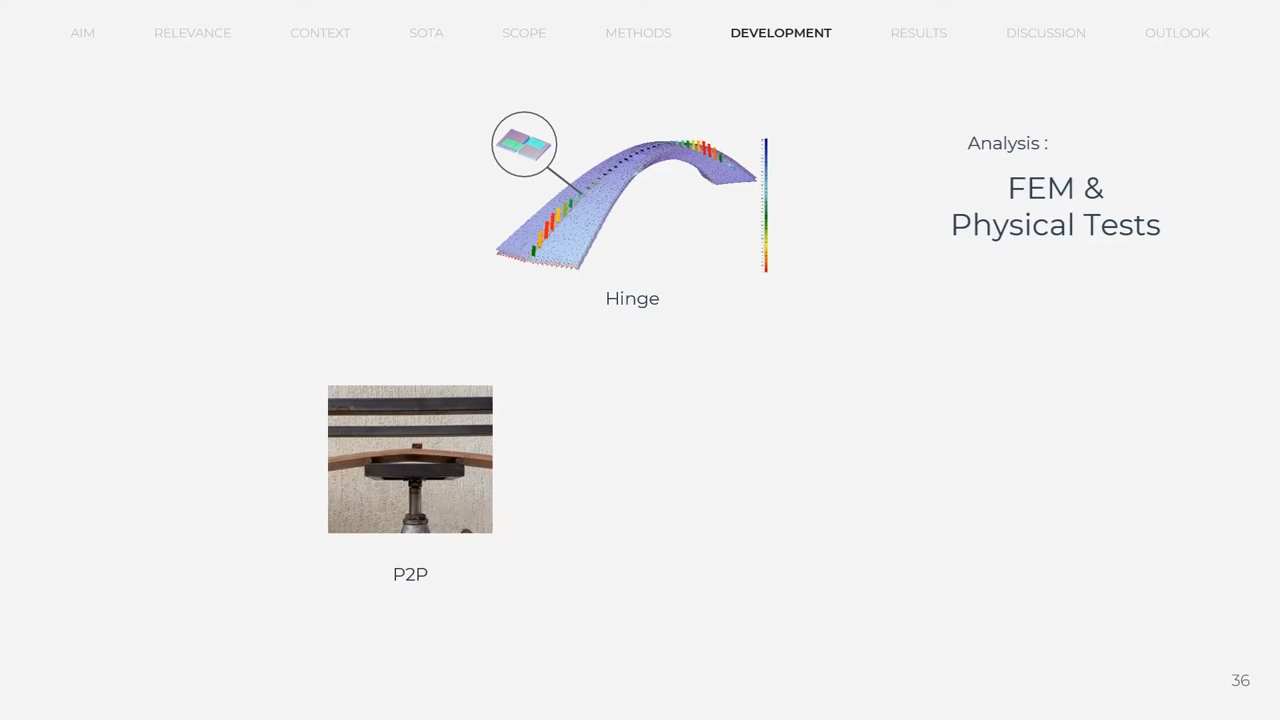 AIM RELEVANCE CONTEXT SOTA SCOPE METHODS DEVELOPMENT RESULTS DISCUSSION OUTLOOK
Analysis :
FEM &
Physical Tests
Hinge
P2P
36